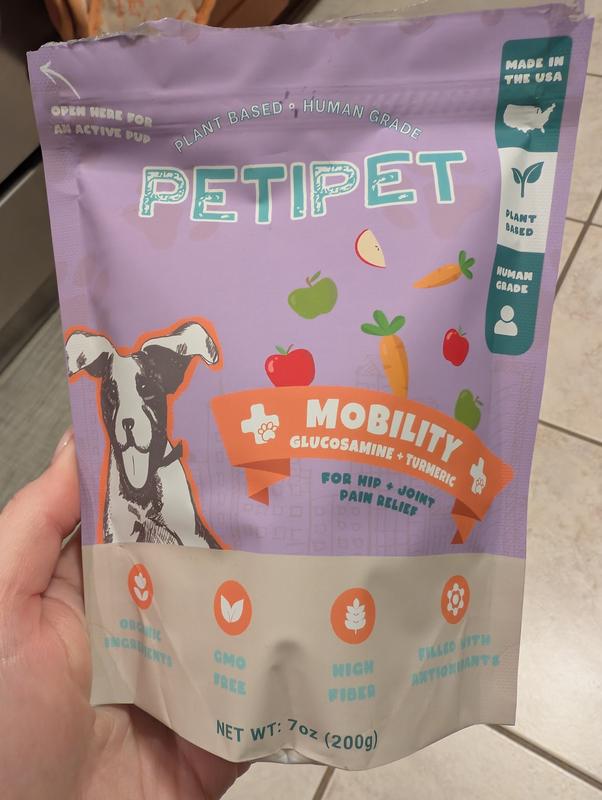 OPEN HERE FOR
AN ACTIVE PUP
PLANT BASED • HUMAN GRADE
PETIPET
MADE IN
THE USA
PLANT
BASED
HUMAN
GRADE
MOBILITY
GLUCOSAMINE + TURMERIC
FOR HIP + JOINT
PAIN RELIEF
ORGANIC
INGREDIENTS
GMO
FREE
HIGH
FIBER
FILLED WITH
ANTIOXIDANTS
NET WT: 7oz (200g)